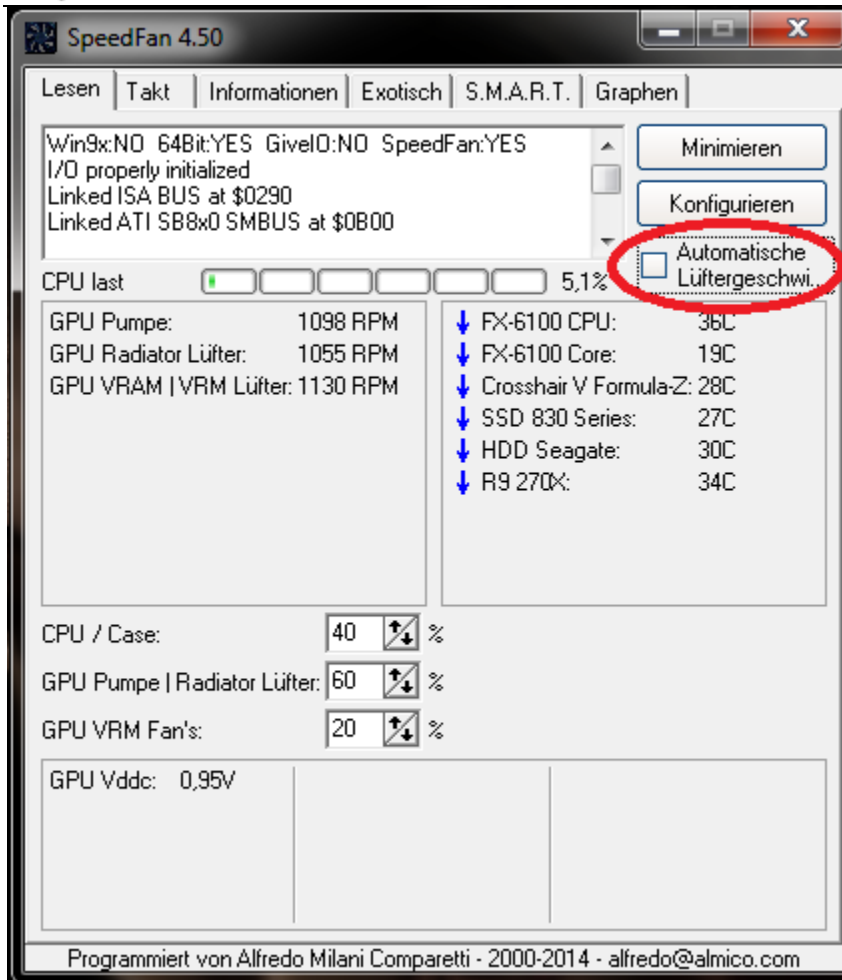 SpeedFan 4.50
Lesen Takt Informationen Exotisch S.M.A.R.T. Graphen
Win9x:NO 64Bit:YES GiveIO:NO SpeedFan:YES
I/O properly initialized
Linked ISA BUS at $0290
Linked ATI SB8x0 SMBUS at $0B00
Minimieren
Konfigurieren
Automatische
Lüftergeschwi...
CPU last 5,1%
GPU Pumpe: 1098 RPM
GPU Radiator Lüfter: 1055 RPM
GPU VRAM | VRM Lüfter: 1130 RPM
FX-6100 CPU: 36C
FX-6100 Core: 19C
Crosshair V Formula-Z: 28C
SSD 830 Series: 27C
HDD Seagate: 30C
R9 270X: 34C
CPU / Case: 40 %
GPU Pumpe | Radiator Lüfter: 60 %
GPU VRM Fan's: 20 %
GPU Vddc: 0,95V
Programmiert von Alfredo Milani Comparetti - 2000-2014 - alfredo@almico.com